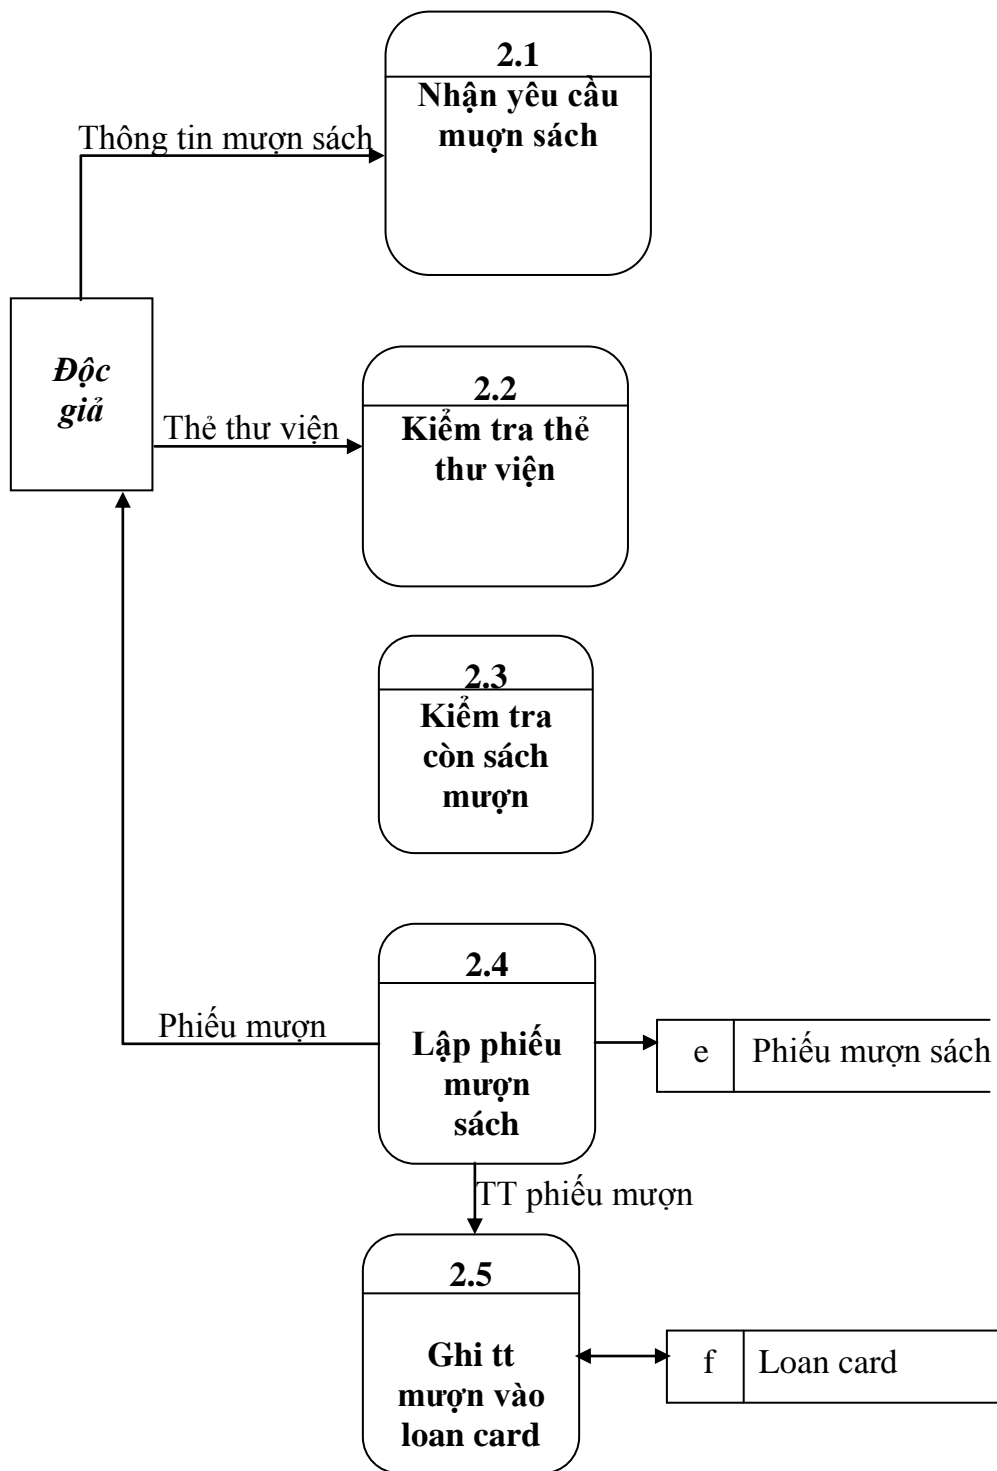 2.1
Nhận yêu cầu
muợn sách
Thông tin mượn sách
Độc
giả
2.2
Kiểm tra thẻ
thư viện
Thẻ thư viện
2.3
Kiểm tra
còn sách
mượn
2.4
Lập phiếu
mượn
sách
Phiếu mượn
e
Phiếu mượn sách
TT phiếu mượn
2.5
Ghi tt
mượn vào
loan card
f
Loan card